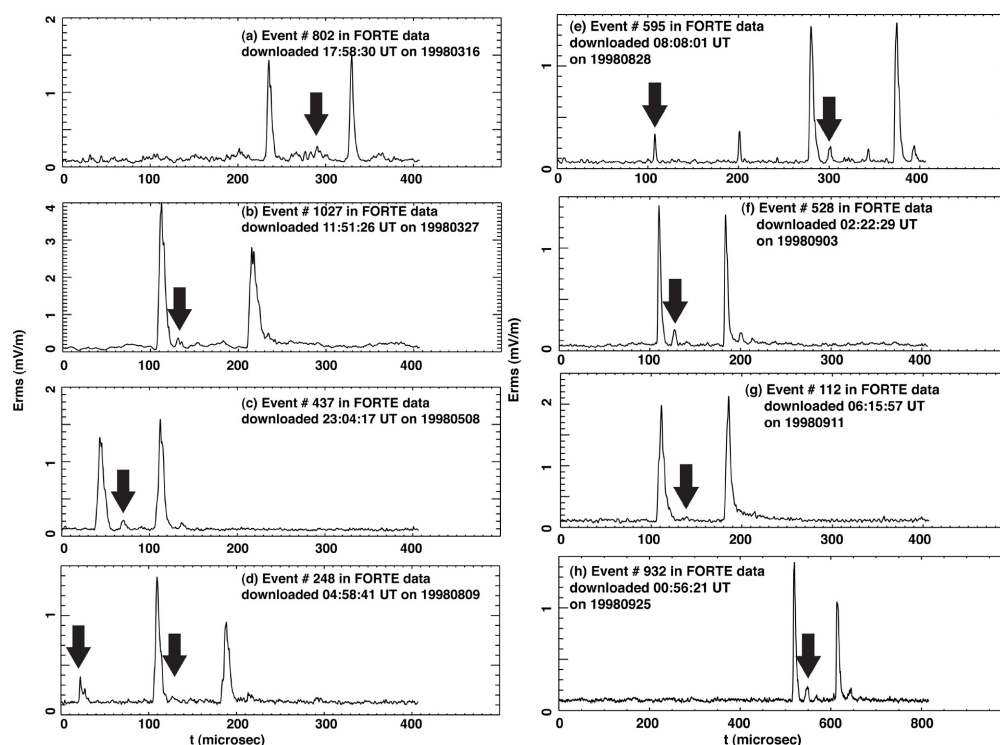 (a) Event # 802 in FORTE data
downloaded 17:58:30 UT on 19980316
2
1
0
0 100 200 300 400
(b) Event # 1027 in FORTE data
downloaded 11:51:26 UT on 19980327
4
3
2
1
0
0 100 200 300 400
(c) Event # 437 in FORTE data
downloaded 23:04:17 UT on 19980508
2
1
0
0 100 200 300 400
(d) Event # 248 in FORTE data
downloaded 04:58:41 UT on 19980809
1
0
0 100 200 300 400
t (microsec)
Erms (mV/m)
(e) Event # 595 in FORTE data
downloaded 08:08:01 UT
on 19980828
1
0
0 100 200 300 400
(f) Event # 528 in FORTE data
downloaded 02:22:29 UT
on 19980903
1
0
0 100 200 300 400
(g) Event # 112 in FORTE data
downloaded 06:15:57 UT
on 19980911
2
1
0
0 100 200 300 400
(h) Event # 932 in FORTE data
downloaded 00:56:21 UT
on 19980925
1
0
0 200 400 600 800
t (microsec)
Erms (mV/m)